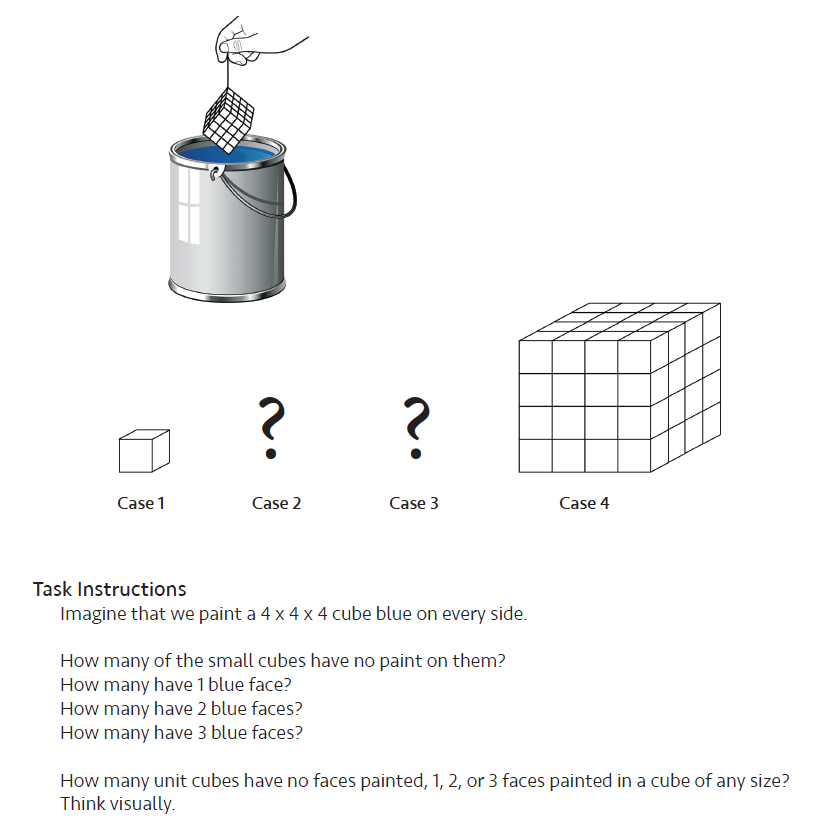 ?
?
Case 1
Case 2
Case 3
Case 4
Task Instructions
Imagine that we paint a 4 x 4 x 4 cube blue on every side.
How many of the small cubes have no paint on them?
How many have 1 blue face?
How many have 2 blue faces?
How many have 3 blue faces?
How many unit cubes have no faces painted, 1, 2, or 3 faces painted in a cube of any size?
Think visually.